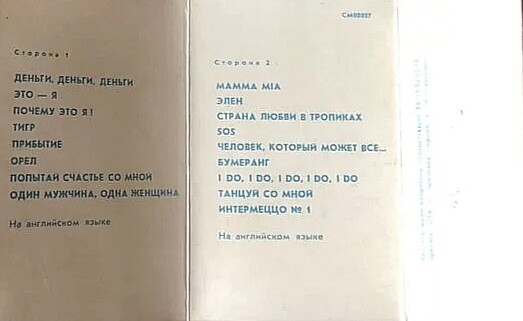 Сторона 1
ДЕНЬГИ, ДЕНЬГИ, ДЕНЬГИ
ЭТО — Я
ПОЧЕМУ ЭТО Я!
ТИГР
ПРИБЫТИЕ
ОРЕЛ
ПОПЫТАЙ СЧАСТЬЕ СО МНОЙ
ОДИН МУЖЧИНА, ОДНА ЖЕНЩИНА
На английском языке
СМ00227
Сторона 2
MAMMA MIA
ЭЛЕН
СТРАНА ЛЮБВИ В ТРОПИКАХ
SOS
ЧЕЛОВЕК, КОТОРЫЙ МОЖЕТ ВСЕ...
БУМЕРАНГ
I DO, I DO, I DO, I DO, I DO
ТАНЦУЙ СО МНОЙ
ИНТЕРМЕЦЦО № 1
На английском языке